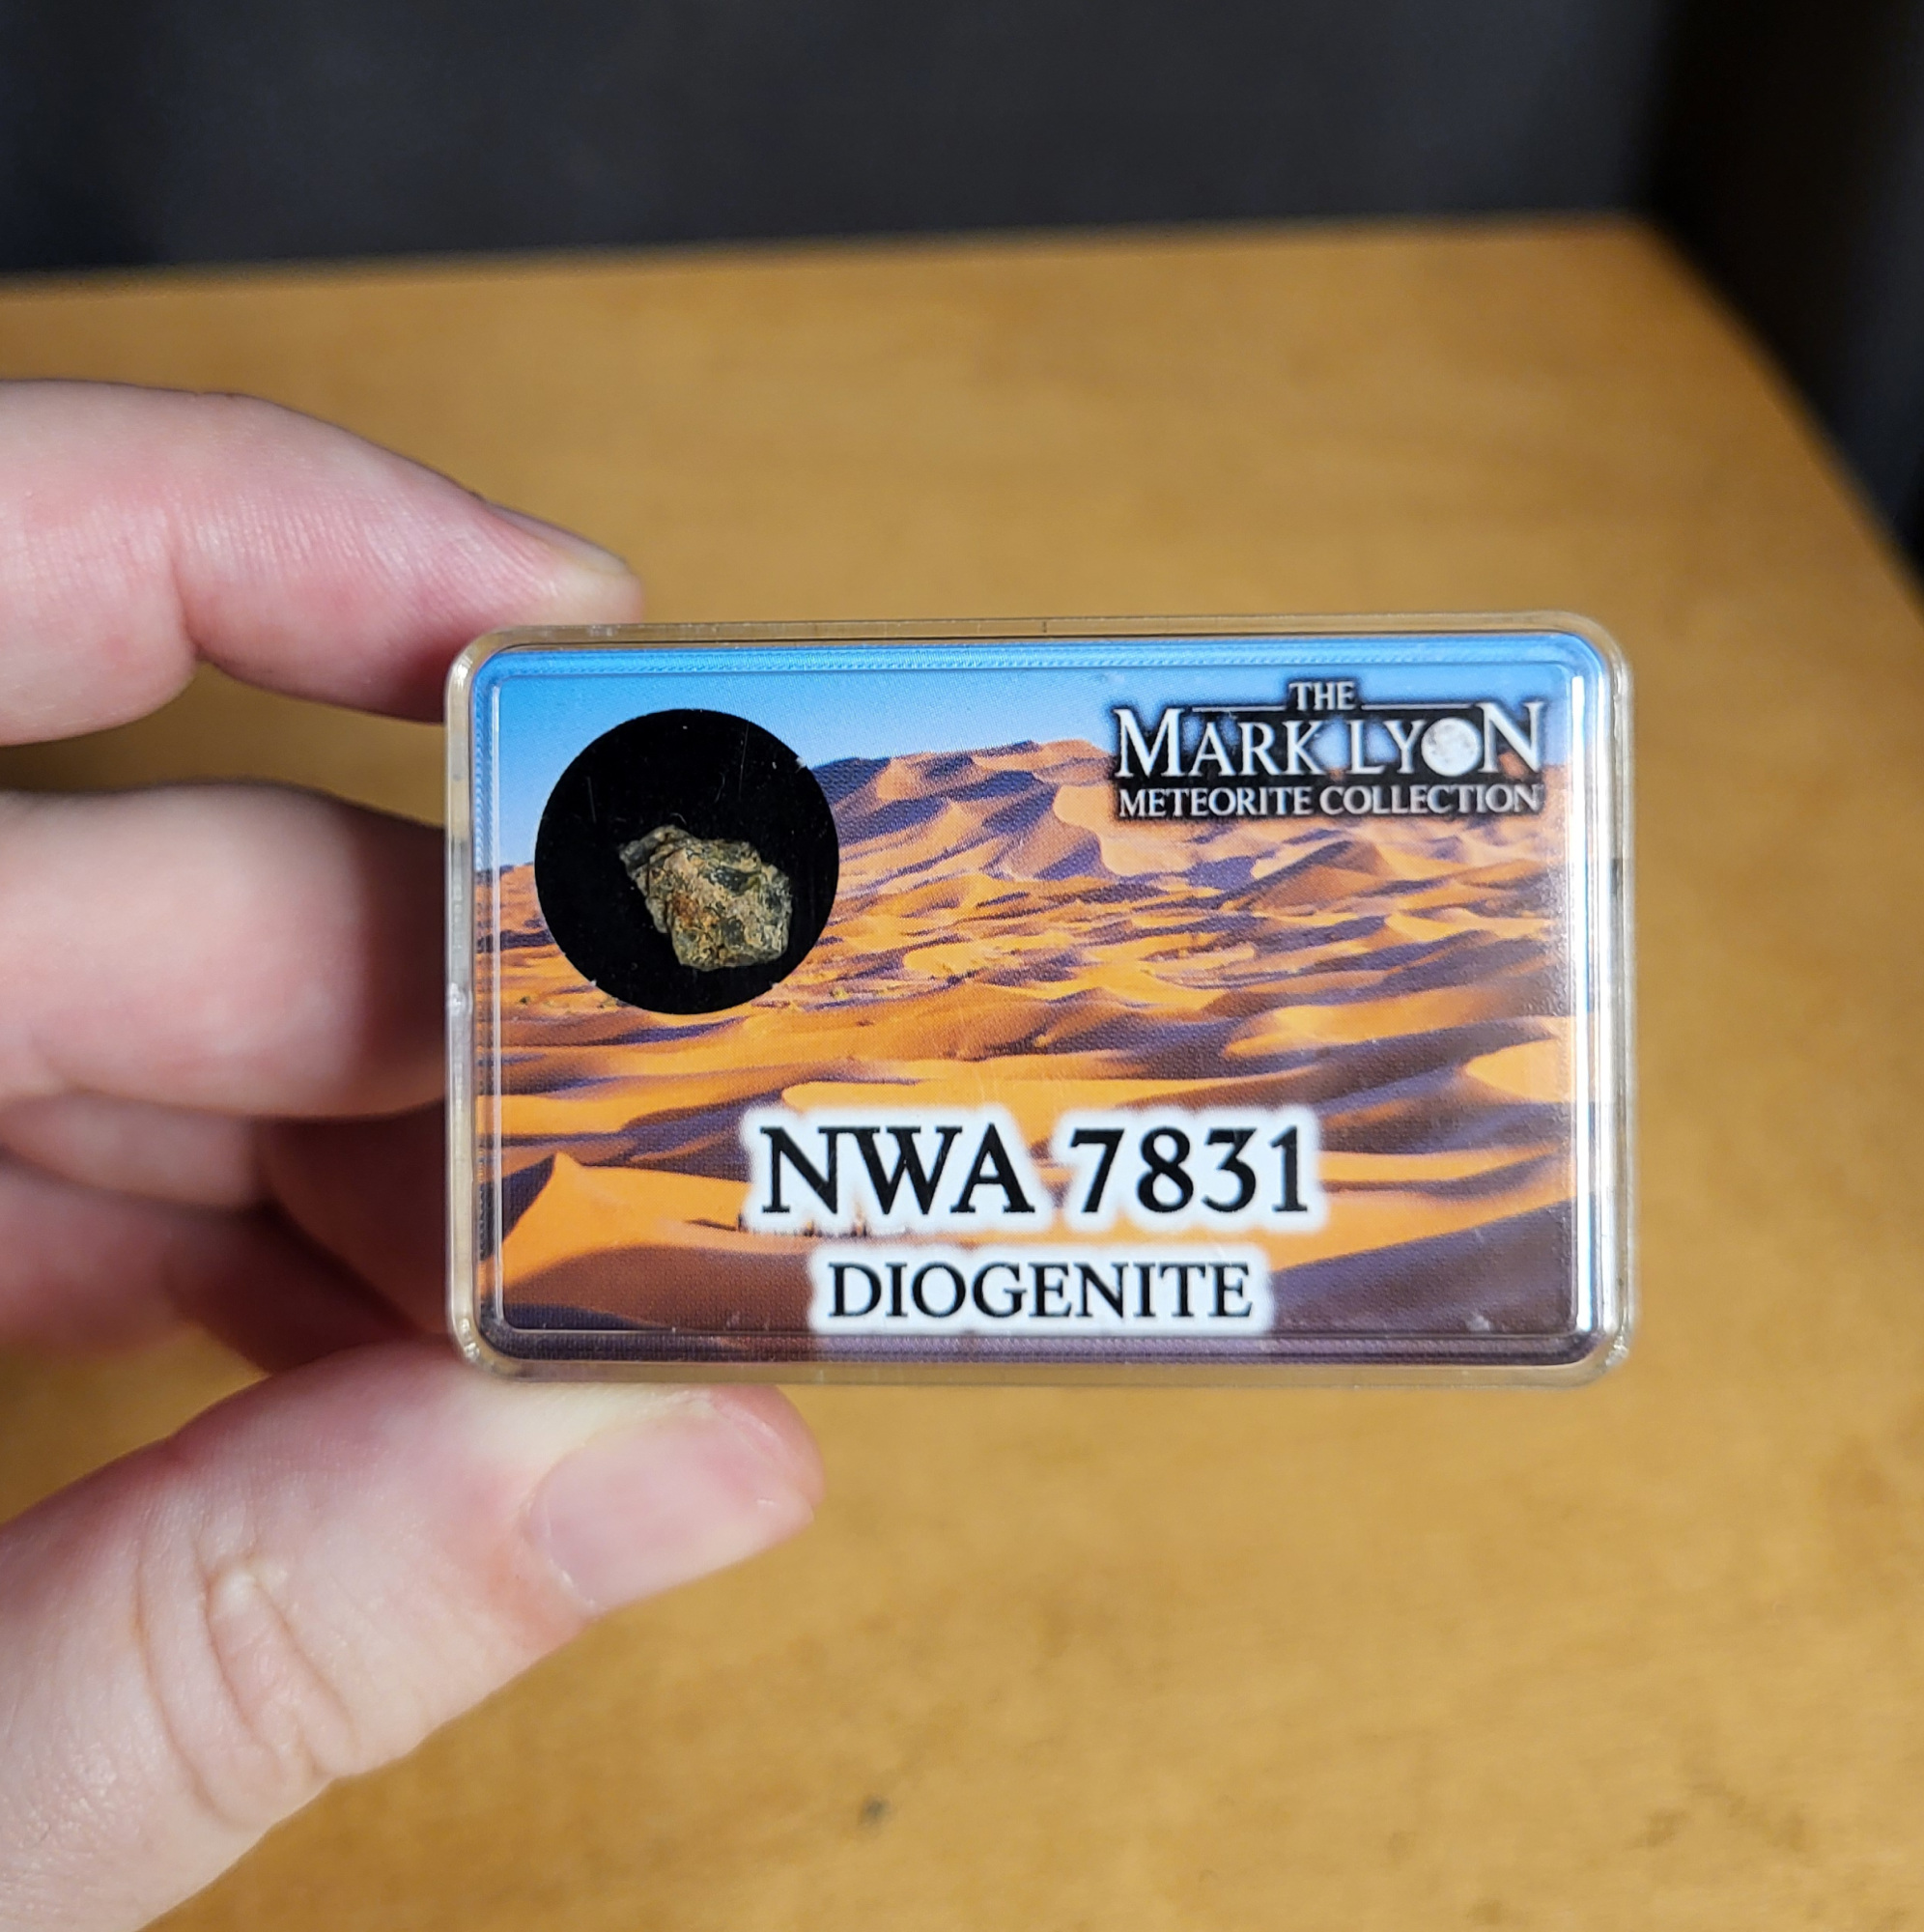 THE
MARK LYON
METEORITE COLLECTION
NWA 7831
DIOGENITE